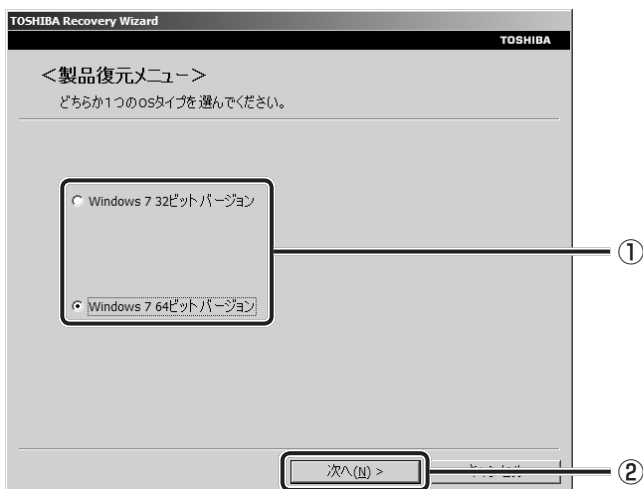 TOSHIBA Recovery Wizard
TOSHIBA
＜製品復元メニュー＞
どちらか1つのOSタイプを選んでください。
Windows 7 32ビットバージョン
①
Windows 7 64ビットバージョン
次へ(N) >
②